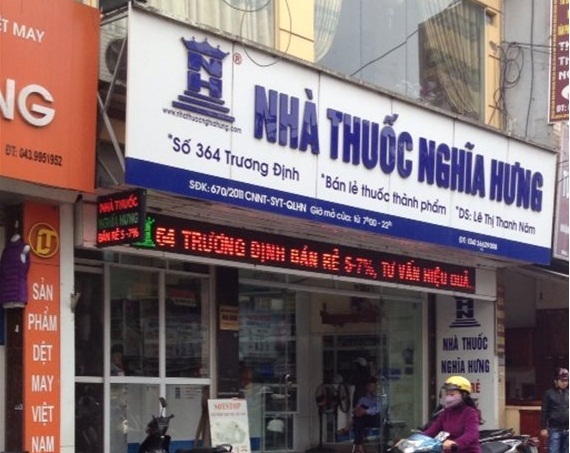 ỆT MAY
NG
ĐT: 043.9951952
NH
®
www.nhathuocnghiahung.com
NHÀ THUỐC NGHĨA HƯNG
*Số 364 Trương Định
*Bán lẻ thuốc thành phẩm
*DS: Lê Thị Thanh Năm
SĐK: 670/2011 CNNT-SYT-QLHN
Giờ mở cửa: từ 7h00 - 22h
NHÀ THUỐC
NGHĨA HƯNG
BÁN RẺ 5-7%
64 TRƯƠNG ĐỊNH BÁN RẺ 5-7%, TƯ VẤN HIỆU QUẢ.
SẢN
PHẨM
DỆT
MAY
VIỆT
NAM
NHÀ THUỐC
NGHĨA HƯNG